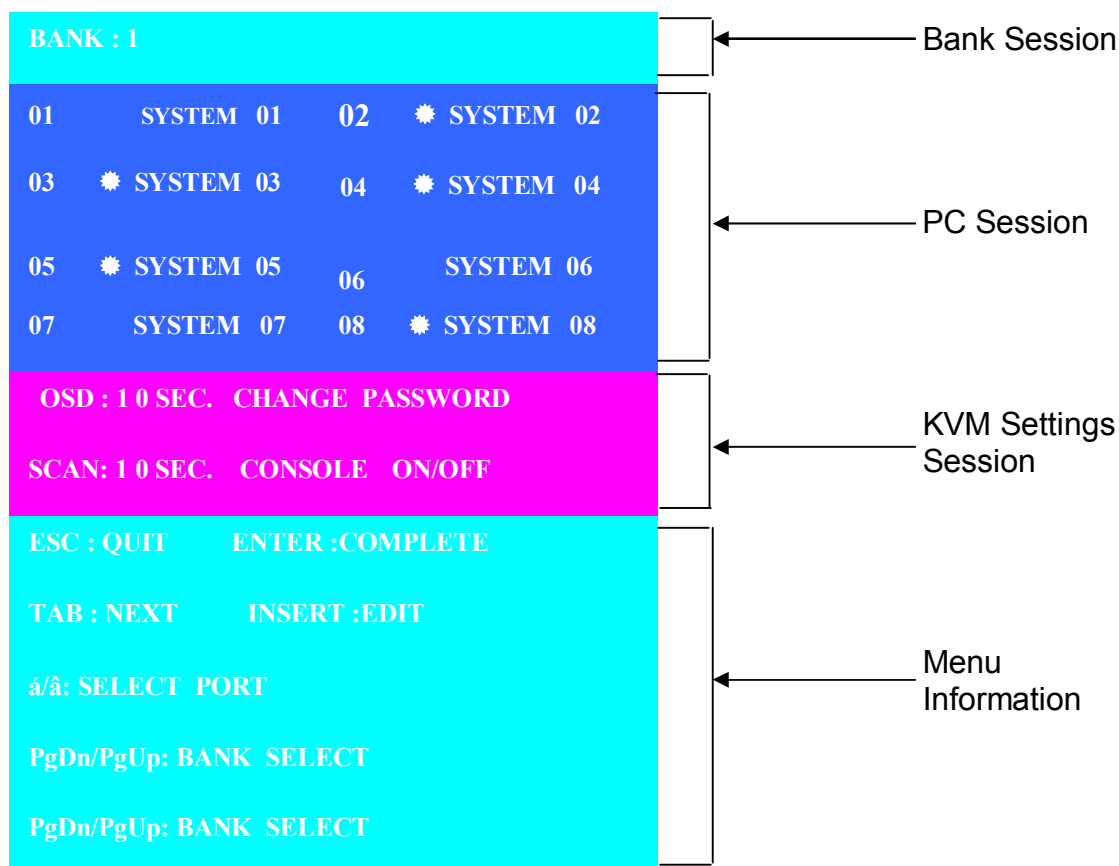 BANK : 1
Bank Session
01 SYSTEM 01 02 SYSTEM 02
03 SYSTEM 03 04 SYSTEM 04
PC Session
05 SYSTEM 05 06 SYSTEM 06
07 SYSTEM 07 08 SYSTEM 08
OSD : 1 0 SEC. CHANGE PASSWORD
KVM Settings
Session
SCAN: 1 0 SEC. CONSOLE ON/OFF
ESC : QUIT ENTER :COMPLETE
TAB : NEXT INSERT :EDIT
Menu
Information
á/â: SELECT PORT
PgDn/PgUp: BANK SELECT
PgDn/PgUp: BANK SELECT